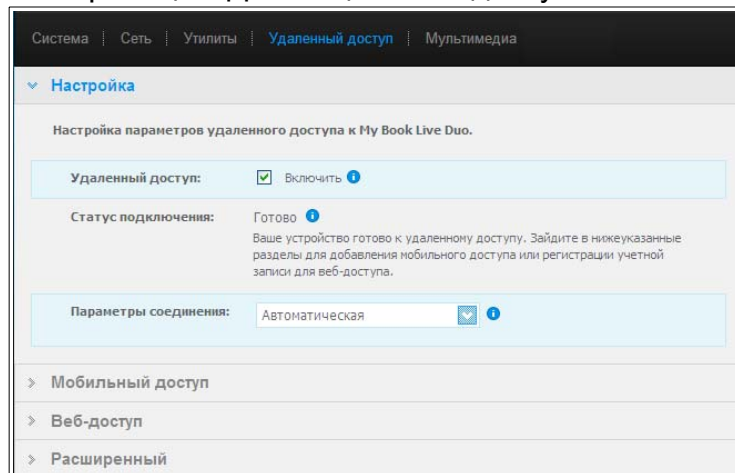 Система | Сеть | Утилиты | Удаленный доступ | Мультимедиа
Настройка
Настройка параметров удаленного доступа к My Book Live Duo.
Удаленный доступ: Включить
Статус подключения: Готово
Ваше устройство готово к удаленному доступу. Зайдите в нижеуказанные
разделы для добавления мобильного доступа или регистрации учетной
записи для веб-доступа.
Параметры соединения: Автоматическая
Мобильный доступ
Веб-доступ
Расширенный